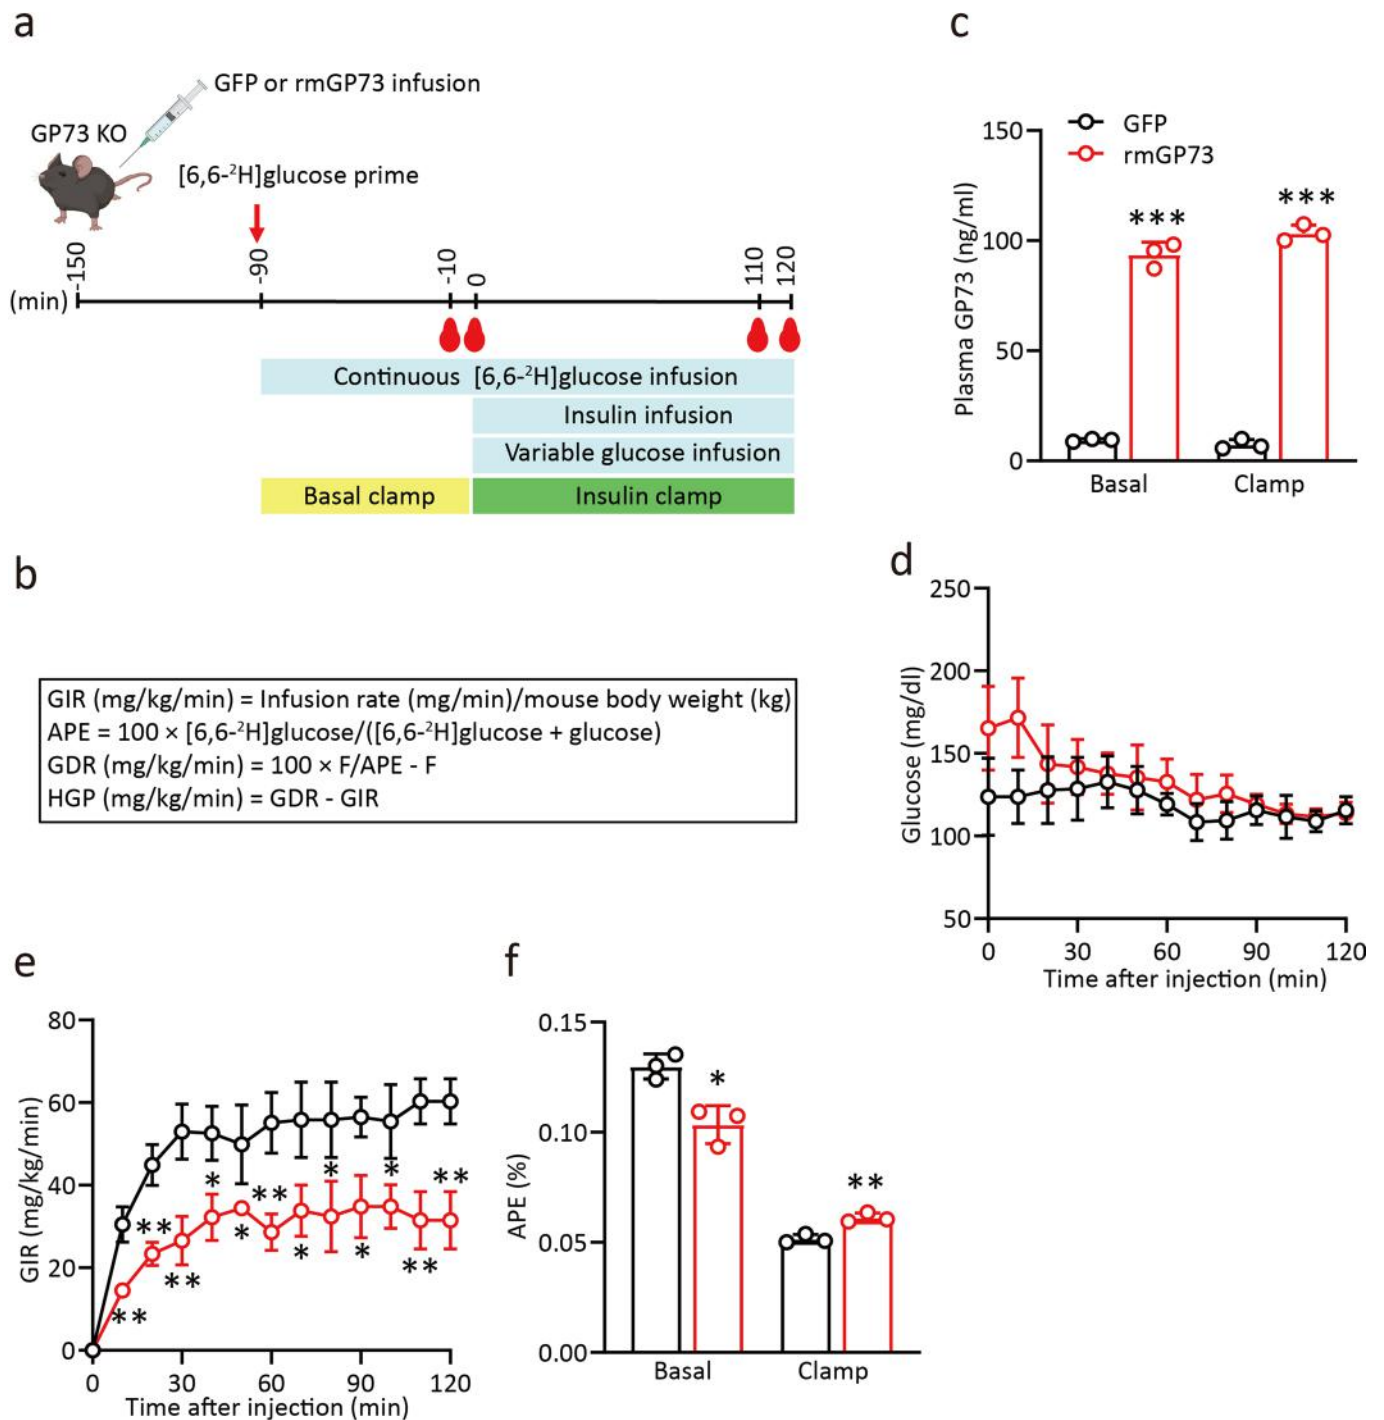 a
GFP or rmGP73 infusion
GP73 KO
[6,6-²H]glucose prime
-150
-90
-10
0
110
120
(min)
Continuous [6,6-²H]glucose infusion
Insulin infusion
Variable glucose infusion
Basal clamp
Insulin clamp
b
GIR (mg/kg/min) = Infusion rate (mg/min)/mouse body weight (kg)
APE = 100 × [6,6-²H]glucose/([6,6-²H]glucose + glucose)
GDR (mg/kg/min) = 100 × F/APE - F
HGP (mg/kg/min) = GDR - GIR
c
GFP
rmGP73
Plasma GP73 (ng/ml)
150
100
50
0
***
***
Basal
Clamp
d
Glucose (mg/dl)
250
200
150
100
50
0
30
60
90
120
Time after injection (min)
e
GIR (mg/kg/min)
80
60
40
20
0
**
**
**
*
*
**
*
*
*
*
**
**
0
30
60
90
120
Time after injection (min)
f
APE (%)
0.15
0.10
0.05
0.00
*
**
Basal
Clamp